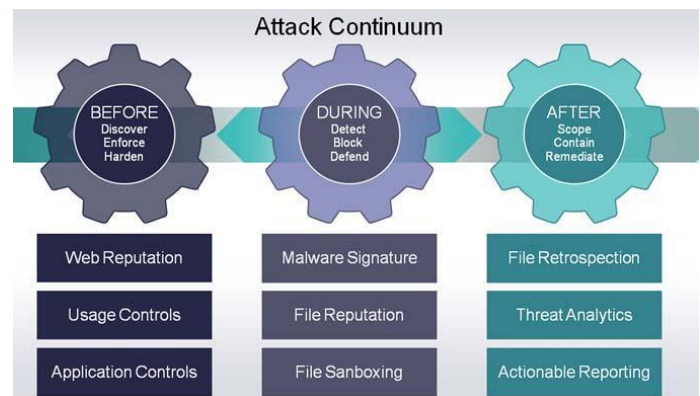 Attack Continuum
BEFORE
Discover
Enforce
Harden
DURING
Detect
Block
Defend
AFTER
Scope
Contain
Remediate
Web Reputation
Malware Signature
File Retrospection
Usage Controls
File Reputation
Threat Analytics
Application Controls
File Sanboxing
Actionable Reporting